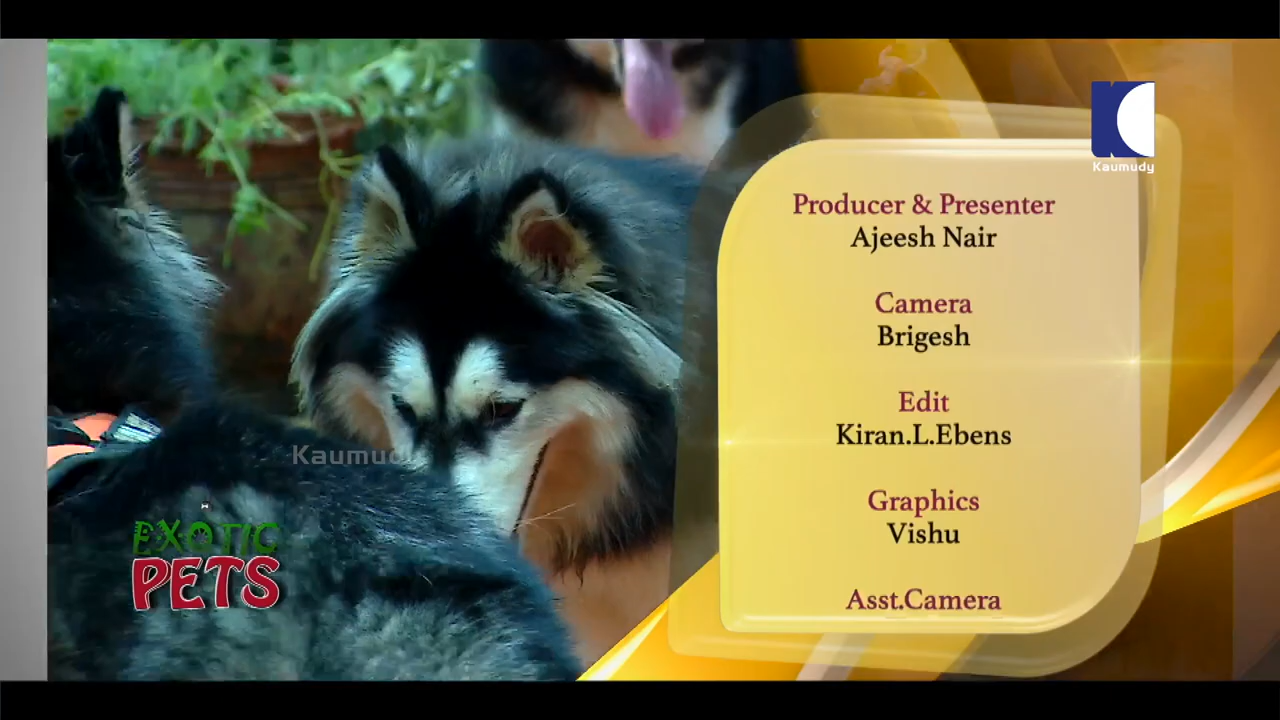 Kaumudy
Producer & Presenter
Ajeesh Nair
Camera
Brigesh
Edit
Kiran.L.Ebens
Graphics
Vishu
Asst.Camera
Kaumudy
EXOTIC
PETS